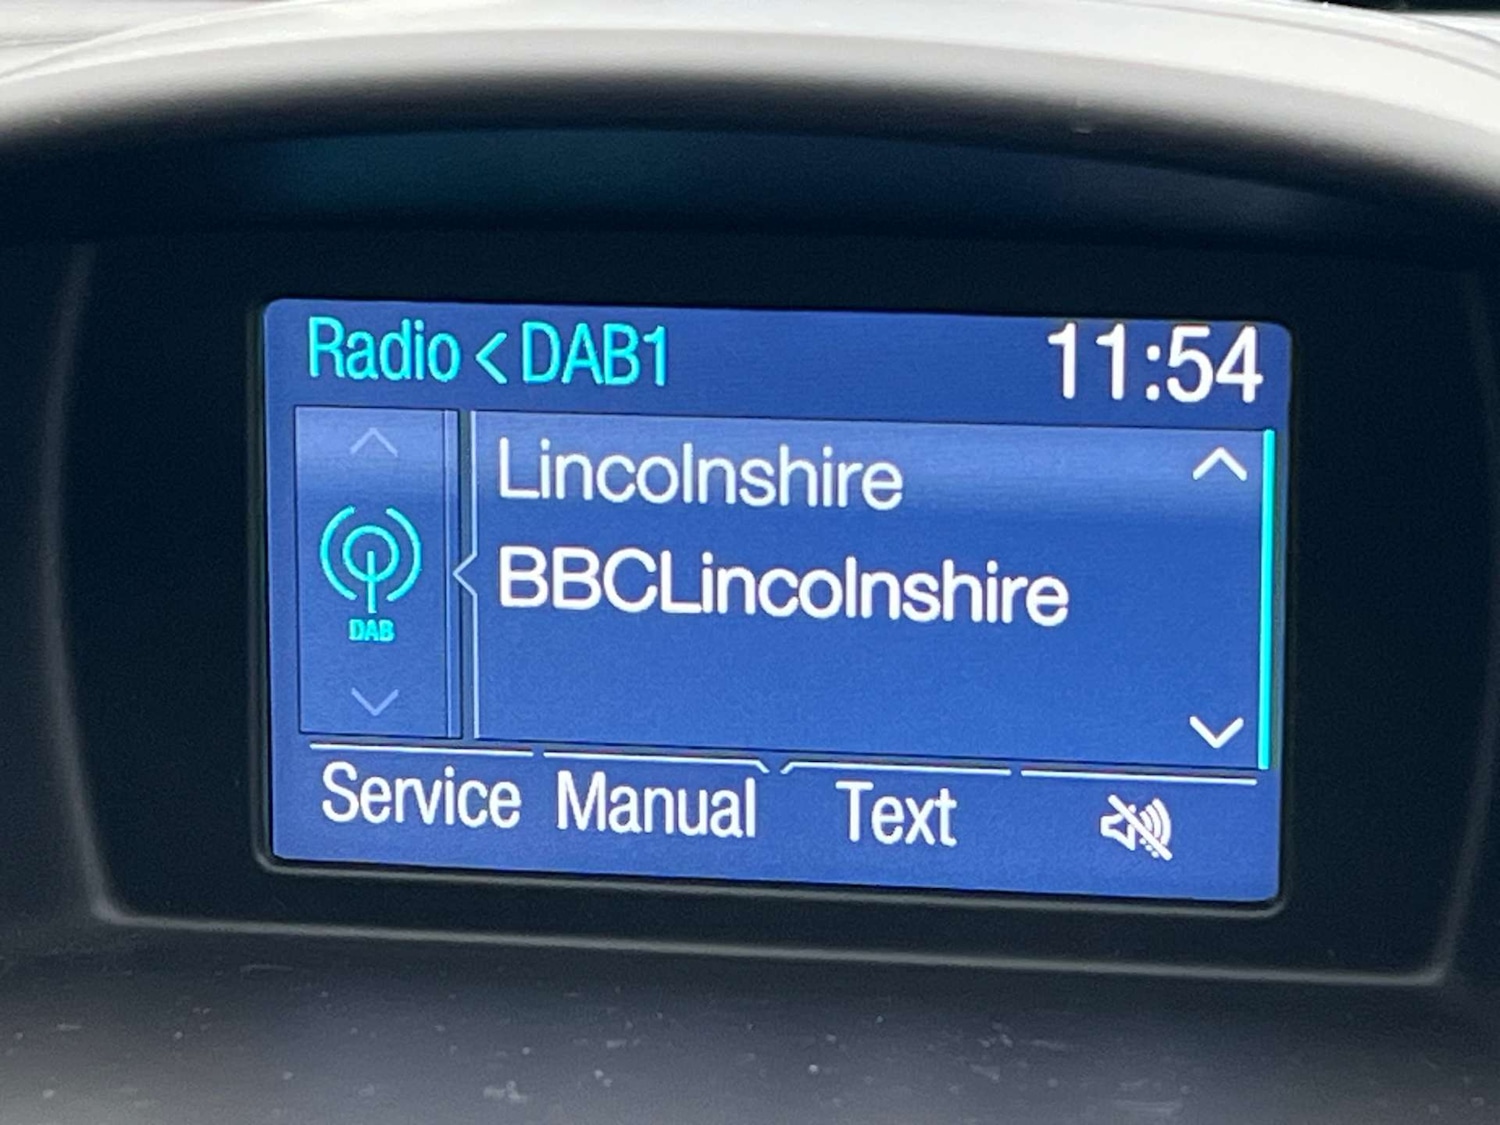 Radio < DAB1 11:54
Lincolnshire
BBCLincolnshire
DAB
Service Manual Text